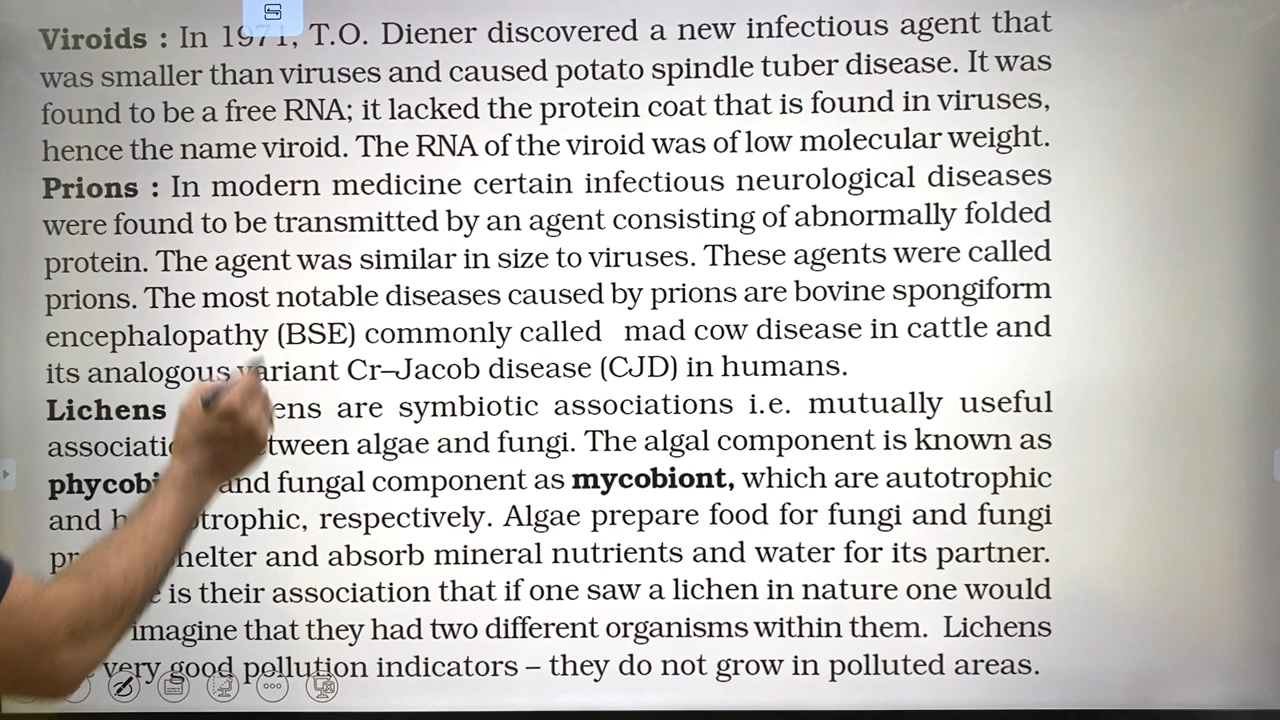 Viroids : In 1971, T.O. Diener discovered a new infectious agent that
was smaller than viruses and caused potato spindle tuber disease. It was
found to be a free RNA; it lacked the protein coat that is found in viruses,
hence the name viroid. The RNA of the viroid was of low molecular weight.
Prions : In modern medicine certain infectious neurological diseases
were found to be transmitted by an agent consisting of abnormally folded
protein. The agent was similar in size to viruses. These agents were called
prions. The most notable diseases caused by prions are bovine spongiform
encephalopathy (BSE) commonly called mad cow disease in cattle and
its analogous variant Cr–Jacob disease (CJD) in humans.
Lichens ens are symbiotic associations i.e. mutually useful
associati tween algae and fungi. The algal component is known as
phycobi and fungal component as mycobiont, which are autotrophic
and h trophic, respectively. Algae prepare food for fungi and fungi
pr helter and absorb mineral nutrients and water for its partner.
is their association that if one saw a lichen in nature one would
imagine that they had two different organisms within them. Lichens
very good pollution indicators – they do not grow in polluted areas.